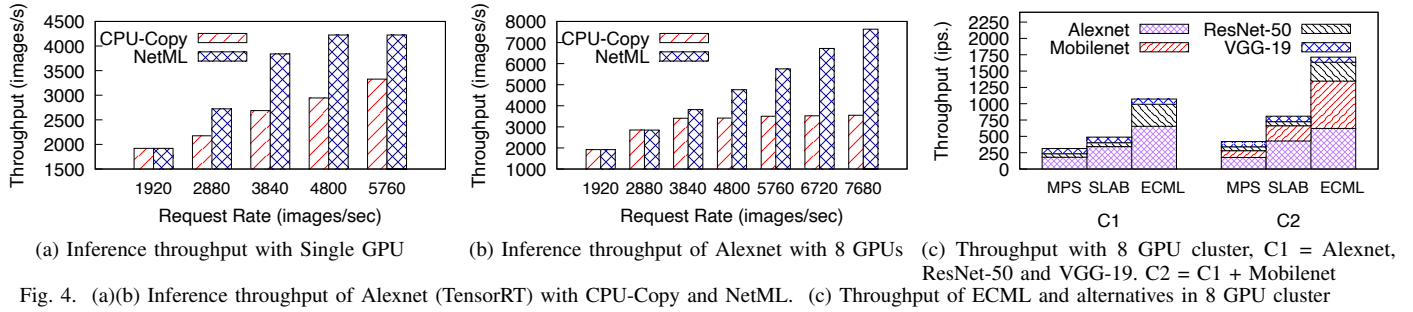 Throughput (images/s)
4500
4000
3500
3000
2500
2000
1500
CPU-Copy
NetML
1920 2880 3840 4800 5760
Request Rate (images/sec)
(a) Inference throughput with Single GPU
Throughput (images/s)
8000
7000
6000
5000
4000
3000
2000
1000
CPU-Copy
NetML
1920 2880 3840 4800 5760 6720 7680
Request Rate (images/sec)
(b) Inference throughput of Alexnet with 8 GPUs
Throughput (ips.)
2250
2000
1750
1500
1250
1000
750
500
250
0
Alexnet ResNet-50
Mobilenet VGG-19
MPS SLAB ECML MPS SLAB ECML
C1 C2
(c) Throughput with 8 GPU cluster, C1 = Alexnet,
ResNet-50 and VGG-19. C2 = C1 + Mobilenet
Fig. 4. (a)(b) Inference throughput of Alexnet (TensorRT) with CPU-Copy and NetML. (c) Throughput of ECML and alternatives in 8 GPU cluster